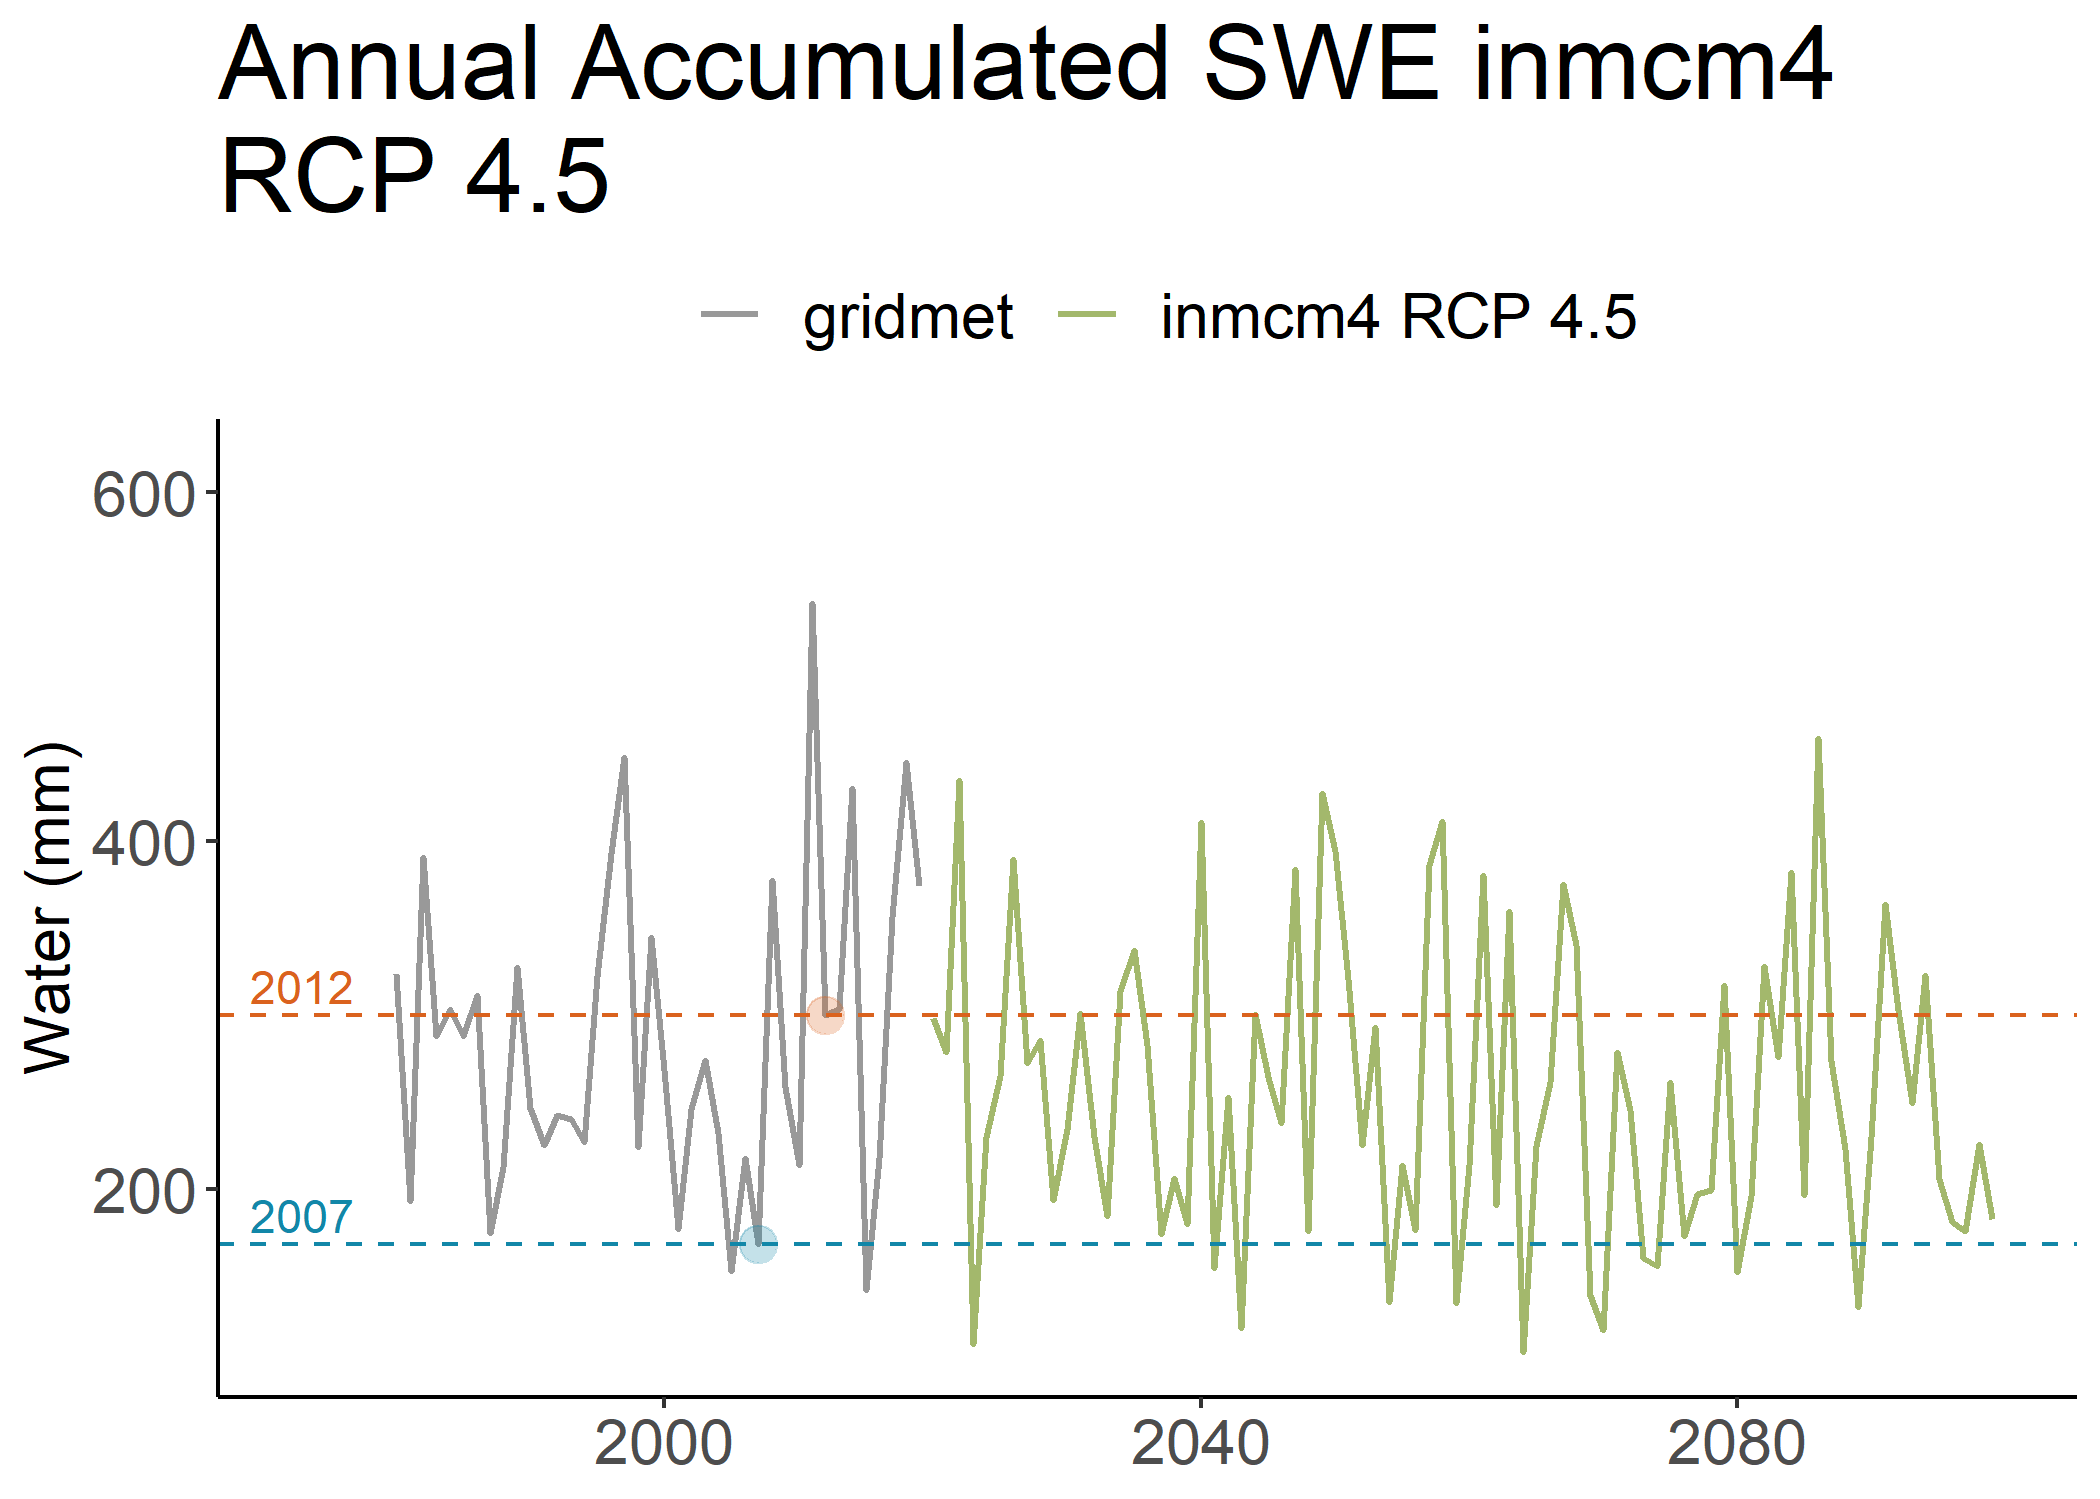 Annual Accumulated SWE inmcm4
RCP 4.5
gridmet inmcm4 RCP 4.5
Water (mm)
600
400
200
2012
2007
2000 2040 2080